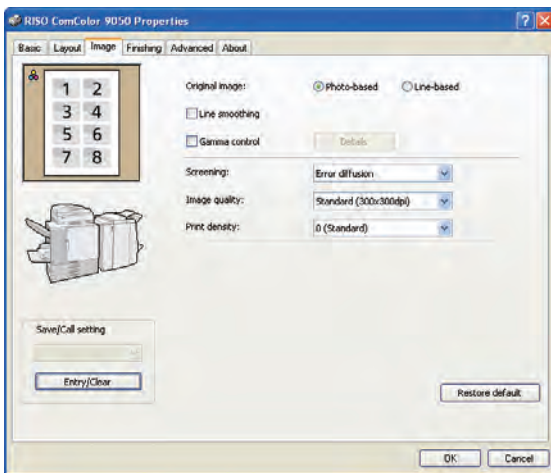 RISO ComColor 9050 Properties
Basic Layout Image Finishing Advanced About
1 2
3 4
5 6
7 8
Original image: Photo-based Line-based
Line smoothing
Gamma control Details
Screening: Error diffusion
Image quality: Standard (300x300dpi)
Print density: 0 (Standard)
Save/Call setting
Entry/Clear
Restore default
OK Cancel